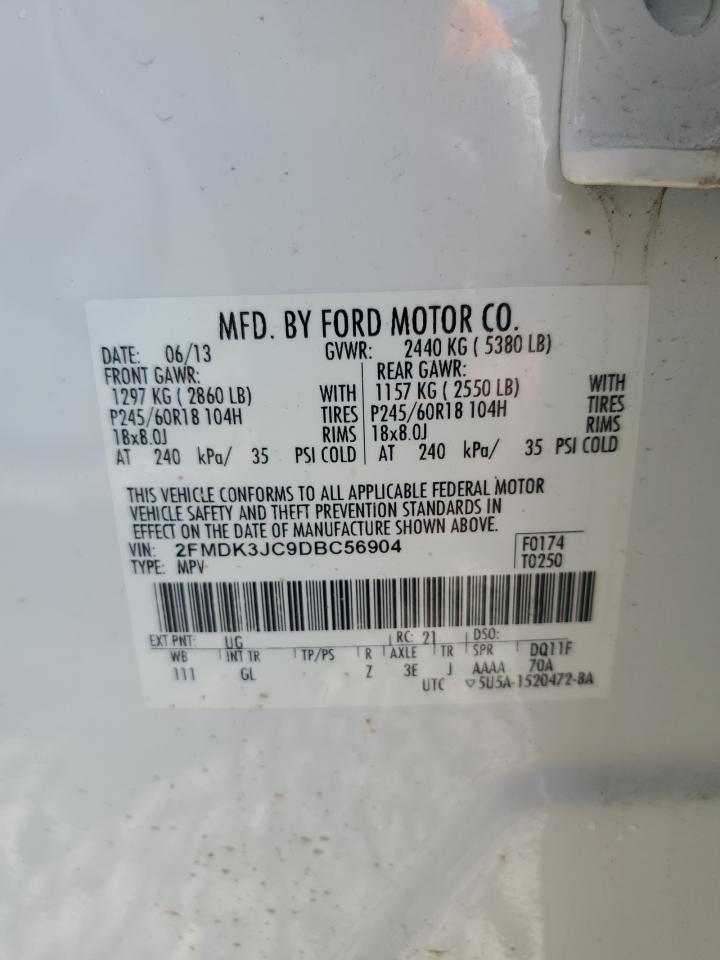 MFD. BY FORD MOTOR CO.
DATE: 06/13 GVWR: 2440 KG ( 5380 LB)
FRONT GAWR: REAR GAWR:
1297 KG ( 2860 LB) WITH 1157 KG ( 2550 LB) WITH
P245/60R18 104H TIRES P245/60R18 104H TIRES
18x8.0J RIMS 18x8.0J RIMS
AT 240 kPa/ 35 PSI COLD AT 240 kPa/ 35 PSI COLD
THIS VEHICLE CONFORMS TO ALL APPLICABLE FEDERAL MOTOR
VEHICLE SAFETY AND THEFT PREVENTION STANDARDS IN
EFFECT ON THE DATE OF MANUFACTURE SHOWN ABOVE.
VIN: 2FMDK3JC9DBC56904 F0174
TYPE: MPV T0250
EXT PNT: UG RC: 21 DSO:
WB INT TR TP/PS R AXLE TR SPR DQ11F
111 GL Z 3E J AAAA 70A
UTC ▽5U5A-1520472-BA